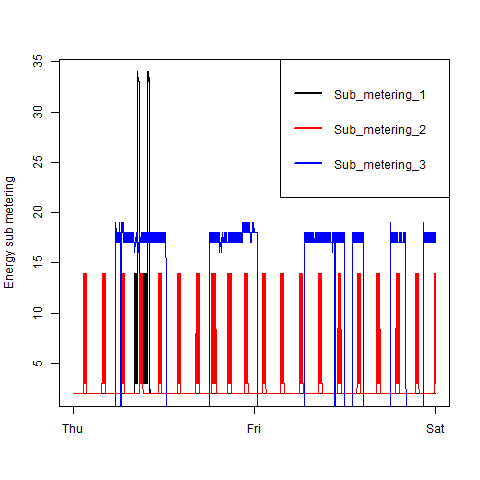 35
30
25
20
15
10
5
Energy sub metering
Sub_metering_1
Sub_metering_2
Sub_metering_3
Thu Fri Sat